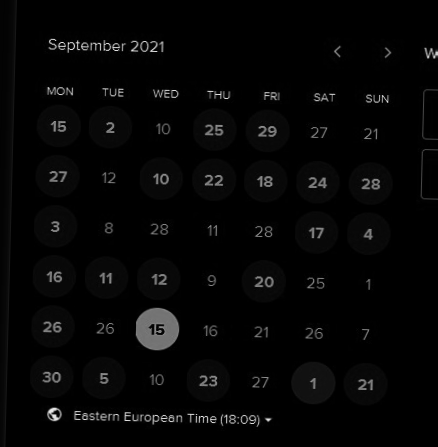 September 2021
W
MON TUE WED THU FRI SAT SUN
15 2 10 25 29 27 21
27 12 10 22 18 24 28
3 8 28 11 28 17 4
16 11 12 9 20 25 1
26 26 15 16 21 26 7
30 5 10 23 27 1 21
Eastern European Time (18:09)